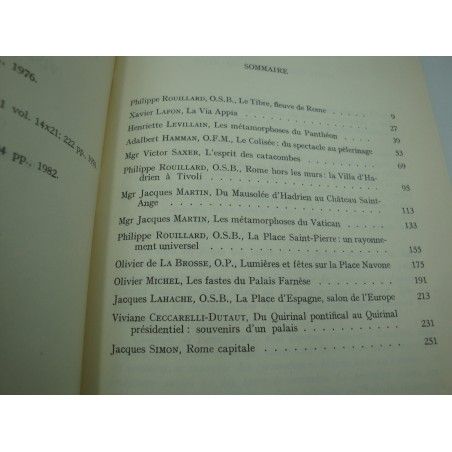 ., 1976.
1 vol. 14x21; 222 pp., 
4 pp., 1982.
SOMMAIRE
Philippe ROUILLARD, O.S.B., Le Tibre, fleuve de Rome . . . 9
Xavier LAFON, La Via Appia . . . 27
Henriette LEVILLAIN, Les métamorphoses du Panthéon . . . 39
Adalbert HAMMAN, O.F.M., Le Colisée : du spectacle au pèlerinage 53
Mgr Victor SAXER, L'esprit des catacombes . . . 69
Philippe ROUILLARD, O.S.B., Rome hors les murs : la Villa d'Ha-
drien à Tivoli . . . 95
Mgr Jacques MARTIN, Du Mausolée d'Hadrien au Château Saint-
Ange . . . 113
Mgr Jacques MARTIN, Les métamorphoses du Vatican . . . 133
Philippe ROUILLARD, O.S.B., La Place Saint-Pierre : un rayonne-
ment universel . . . 155
Olivier de LA BROSSE, O.P., Lumières et fêtes sur la Place Navone 173
Olivier MICHEL, Les fastes du Palais Farnèse . . . 191
Jacques LAHACHE, O.S.B., La Place d'Espagne, salon de l'Europe 213
Viviane CECCARELLI-DUTAUT, Du Quirinal pontifical au Quirinal
présidentiel : souvenirs d'un palais . . . 231
Jacques SIMON, Rome capitale . . . 251